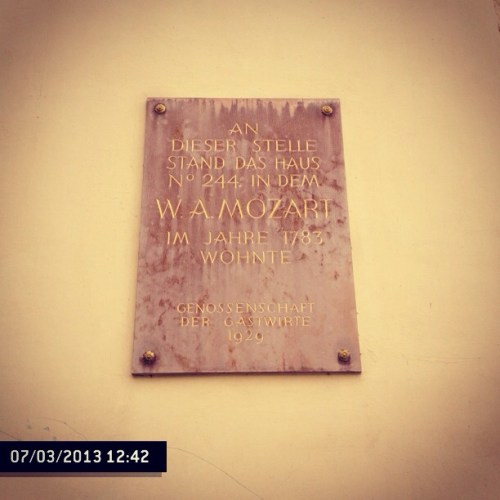 AN
DIESER STELLE
STAND DAS HAUS
No 244, IN DEM
W. A. MOZART
IM JAHRE 1783
WOHNTE
GENOSSENSCHAFT
DER GASTWIRTE
1929
07/03/2013 12:42